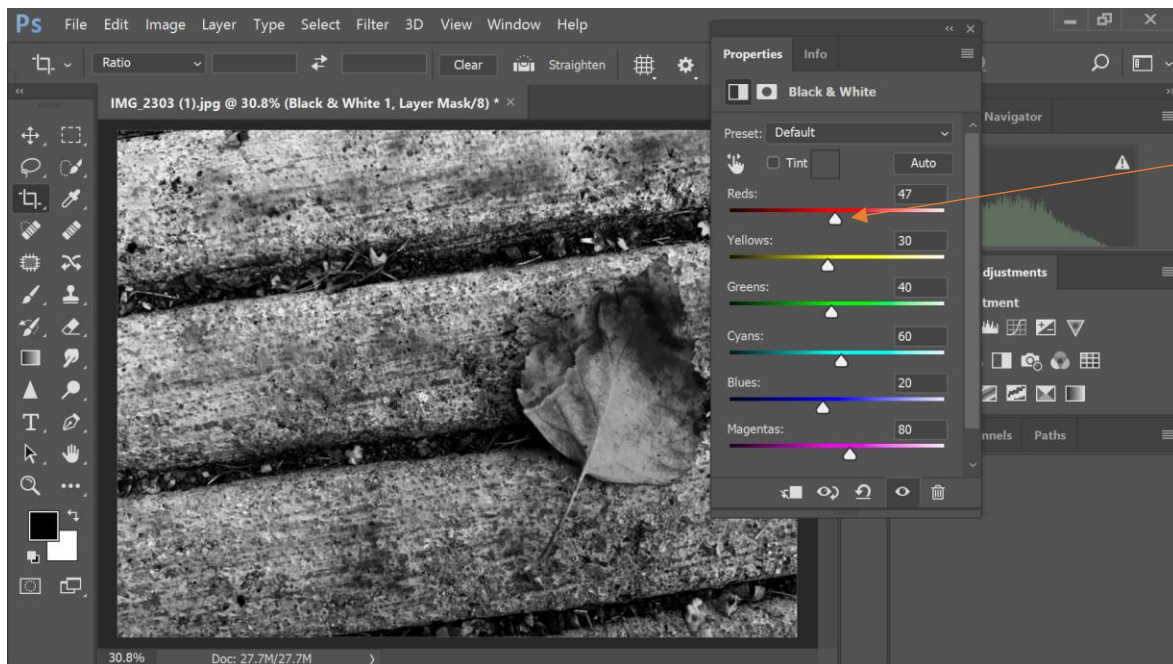 Ps File Edit Image Layer Type Select Filter 3D View Window Help
Ratio Clear Straighten
IMG_2303 (1).jpg @ 30.8% (Black & White 1, Layer Mask/8) * ×
Properties Info
Black & White
Preset: Default
Tint Auto
Reds: 47
Yellows: 30
Greens: 40
Cyans: 60
Blues: 20
Magentas: 80
Navigator
djustments
tment
nnels Paths
T
30.8% Doc: 27.7M/27.7M